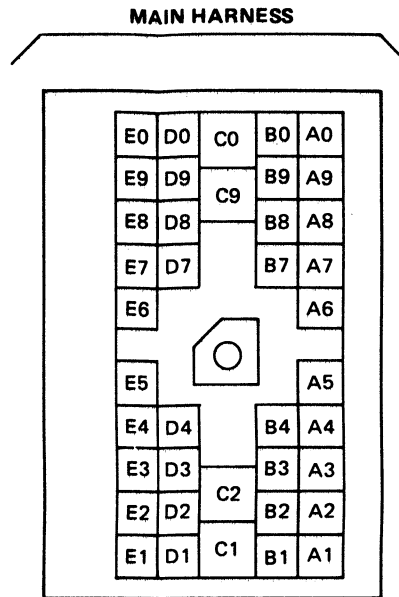 MAIN HARNESS
E0 D0 C0 B0 A0
E9 D9 C9 B9 A9
E8 D8 B8 A8
E7 D7 B7 A7
E6 A6
E5 A5
E4 D4 B4 A4
E3 D3 C2 B3 A3
E2 D2 B2 A2
E1 D1 C1 B1 A1